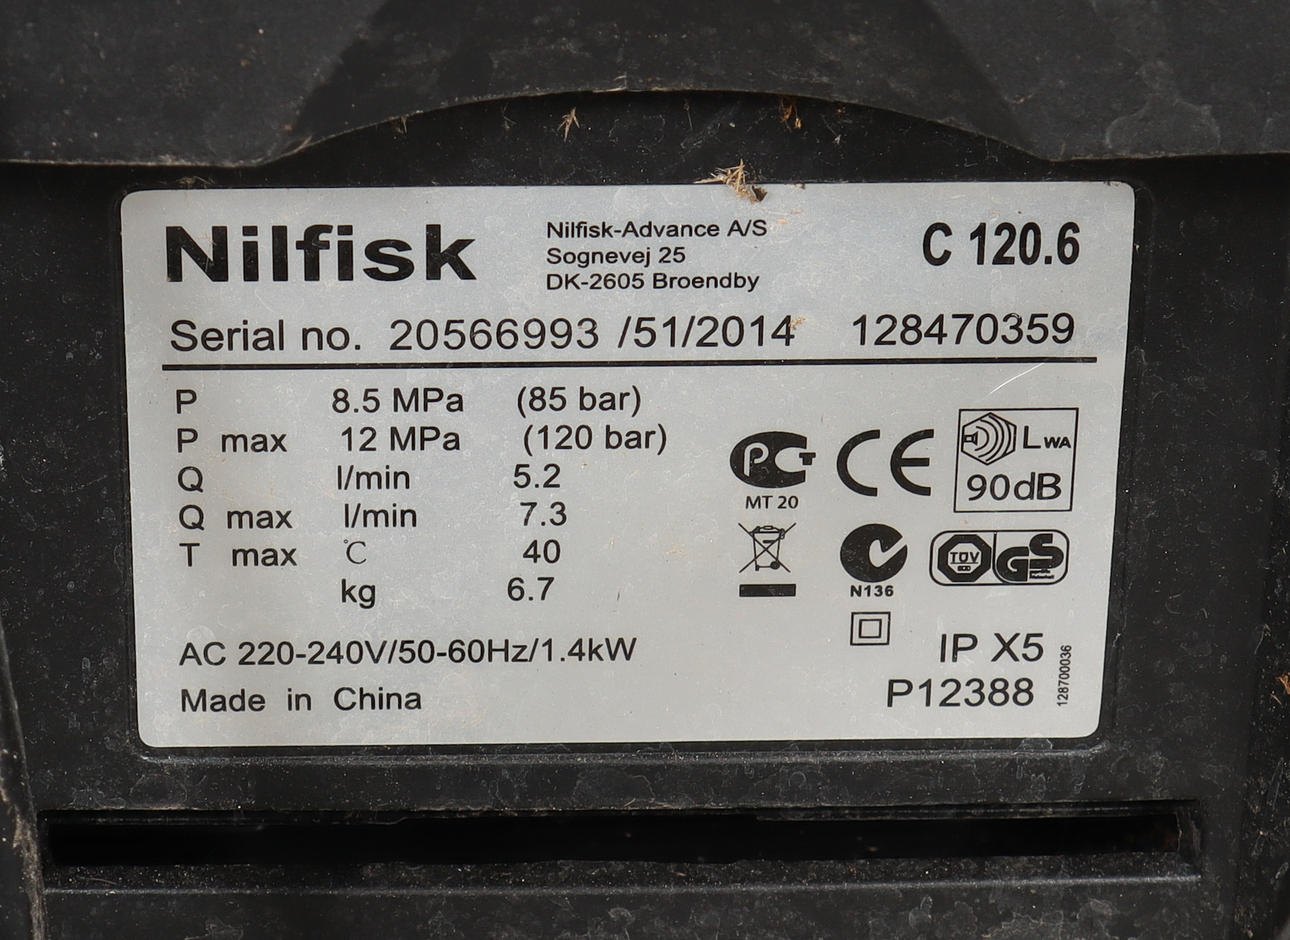 Nilfisk
Nilfisk-Advance A/S
Sognevej 25
DK-2605 Broendby
C 120.6
Serial no. 20566993 /51/2014 128470359
P 8.5 MPa (85 bar)
P max 12 MPa (120 bar)
Q l/min 5.2
Q max l/min 7.3
T max °C 40
kg 6.7
AC 220-240V/50-60Hz/1.4kW
Made in China
PCT
MT 20
CE
LWA
90dB
N136
TÜV
GS
IP X5
P12388
128700036